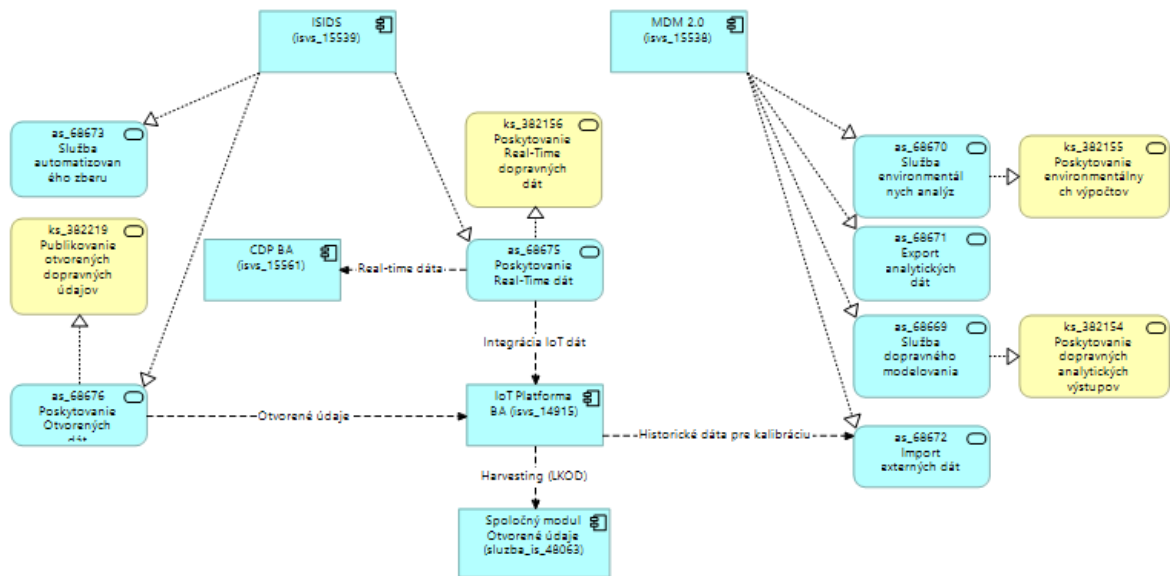 ISIDS
(isvs_15539)
MDM 2.0
(isvs_15538)
as_68673
Služba
automatizovan
ého zberu
ks_382156
Poskytovanie
Real-Time
dopravných
dát
as_68670
Služba
environmentál
nych analýz
ks_382155
Poskytovanie
environmentálny
ch výpočtov
ks_382219
Publikovanie
otvorených
dopravných
údajov
CDP BA
(isvs_15561)
Real-time dáta
as_68675
Poskytovanie
Real-Time dát
as_68671
Export
analytických
dát
Integrácia IoT dát
as_68669
Služba
dopravného
modelovania
ks_382154
Poskytovanie
dopravných
analytických
výstupov
as_68676
Poskytovanie
Otvorených
dát
Otvorené údaje
IoT Platforma
BA (isvs_14915)
Historické dáta pre kalibráciu
as_68672
Import
externých dát
Harvesting (LKOD)
Spoločný modul
Otvorené údaje
(sluzba_is_48063)